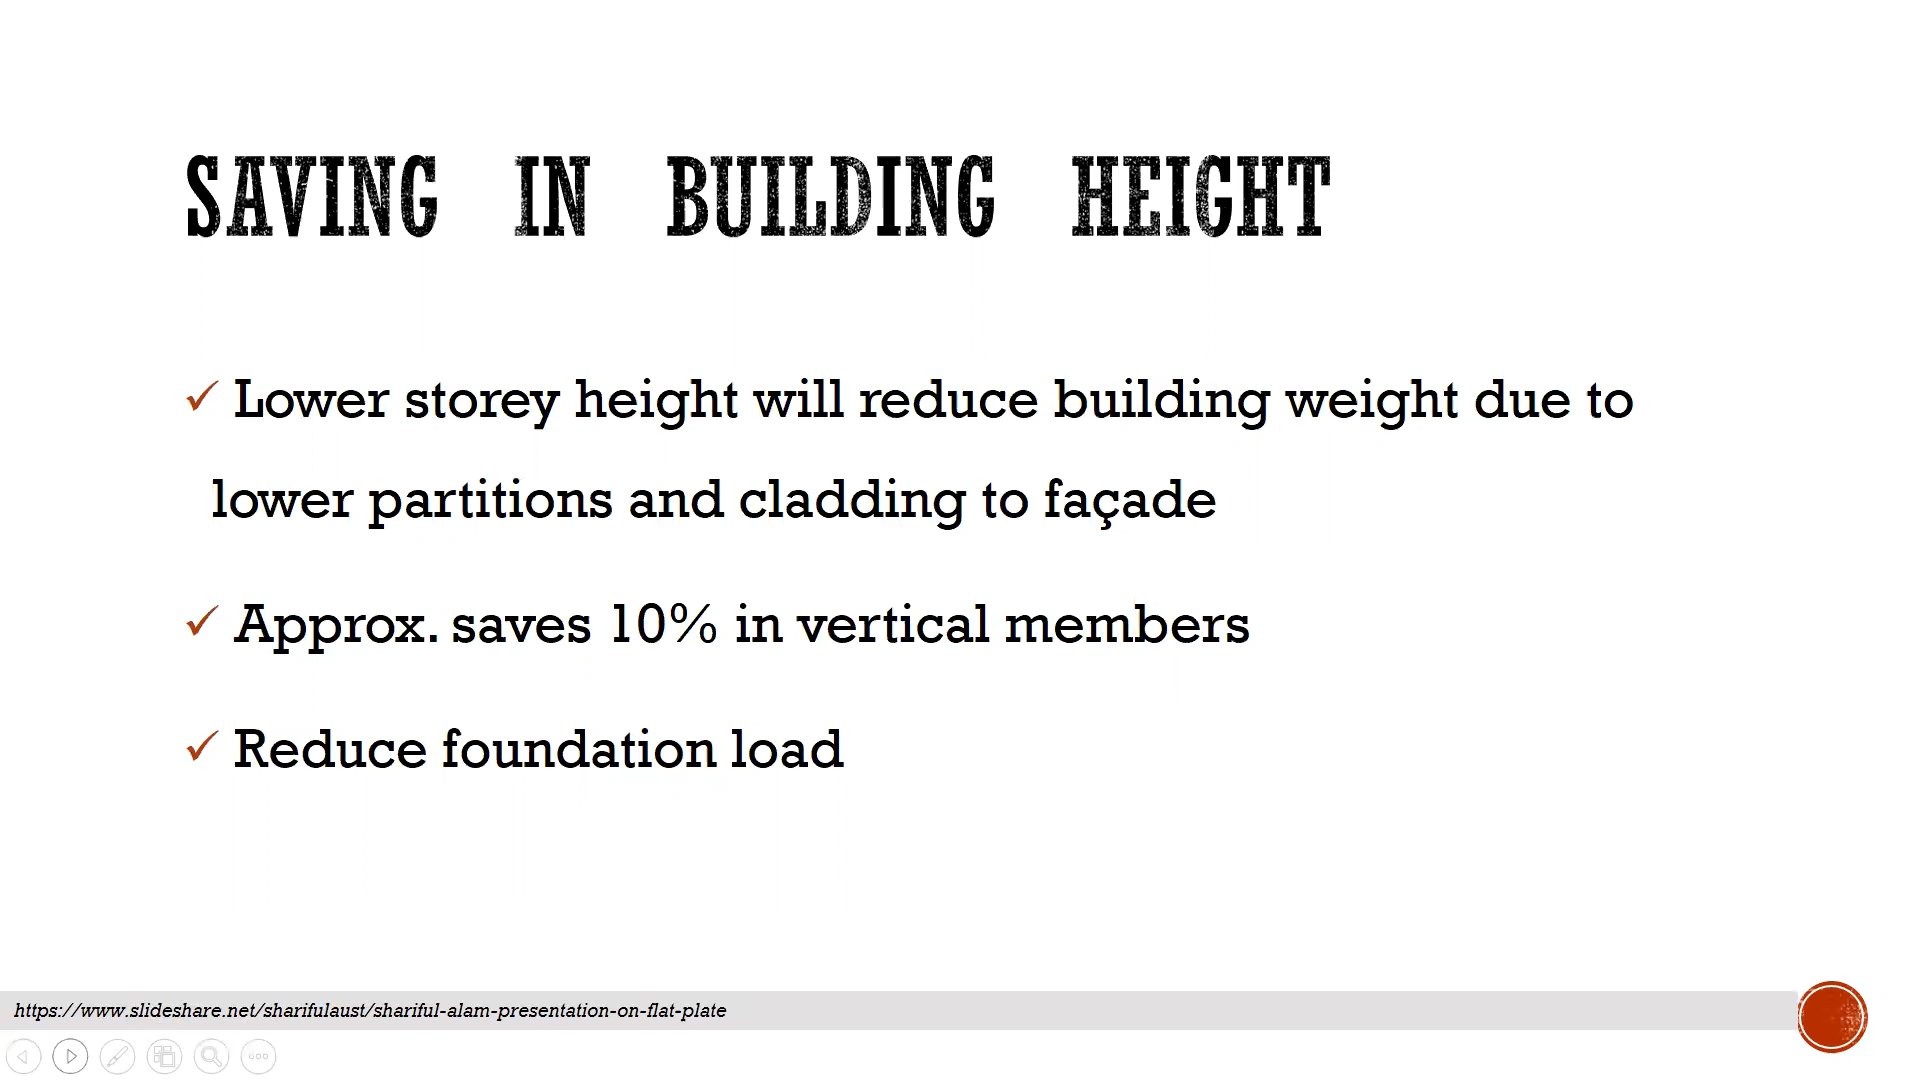 SAVING IN BUILDING HEIGHT
✓ Lower storey height will reduce building weight due to
lower partitions and cladding to façade
✓ Approx. saves 10% in vertical members
✓ Reduce foundation load
https://www.slideshare.net/sharifulaust/shariful-alam-presentation-on-flat-plate